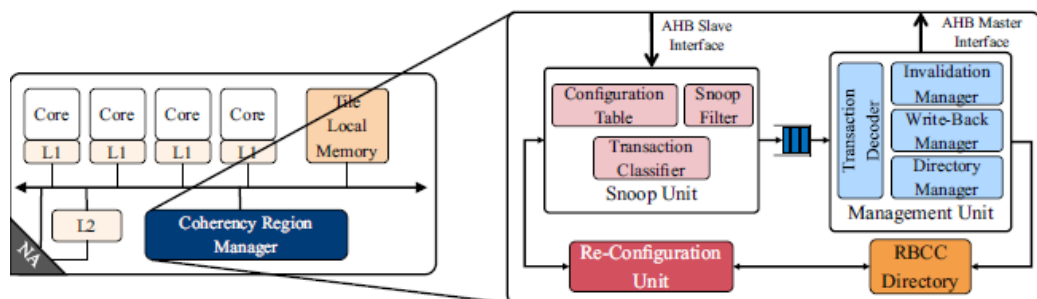 Core
Core
Core
Core
L1
L1
L1
L1
Tile
Local
Memory
L2
NA
Coherency Region
Manager
AHB Slave
Interface
AHB Master
Interface
Configuration
Table
Snoop
Filter
Transaction
Classifier
Snoop Unit
Transaction
Decoder
Invalidation
Manager
Write-Back
Manager
Directory
Manager
Management Unit
Re-Configuration
Unit
RBCC
Directory